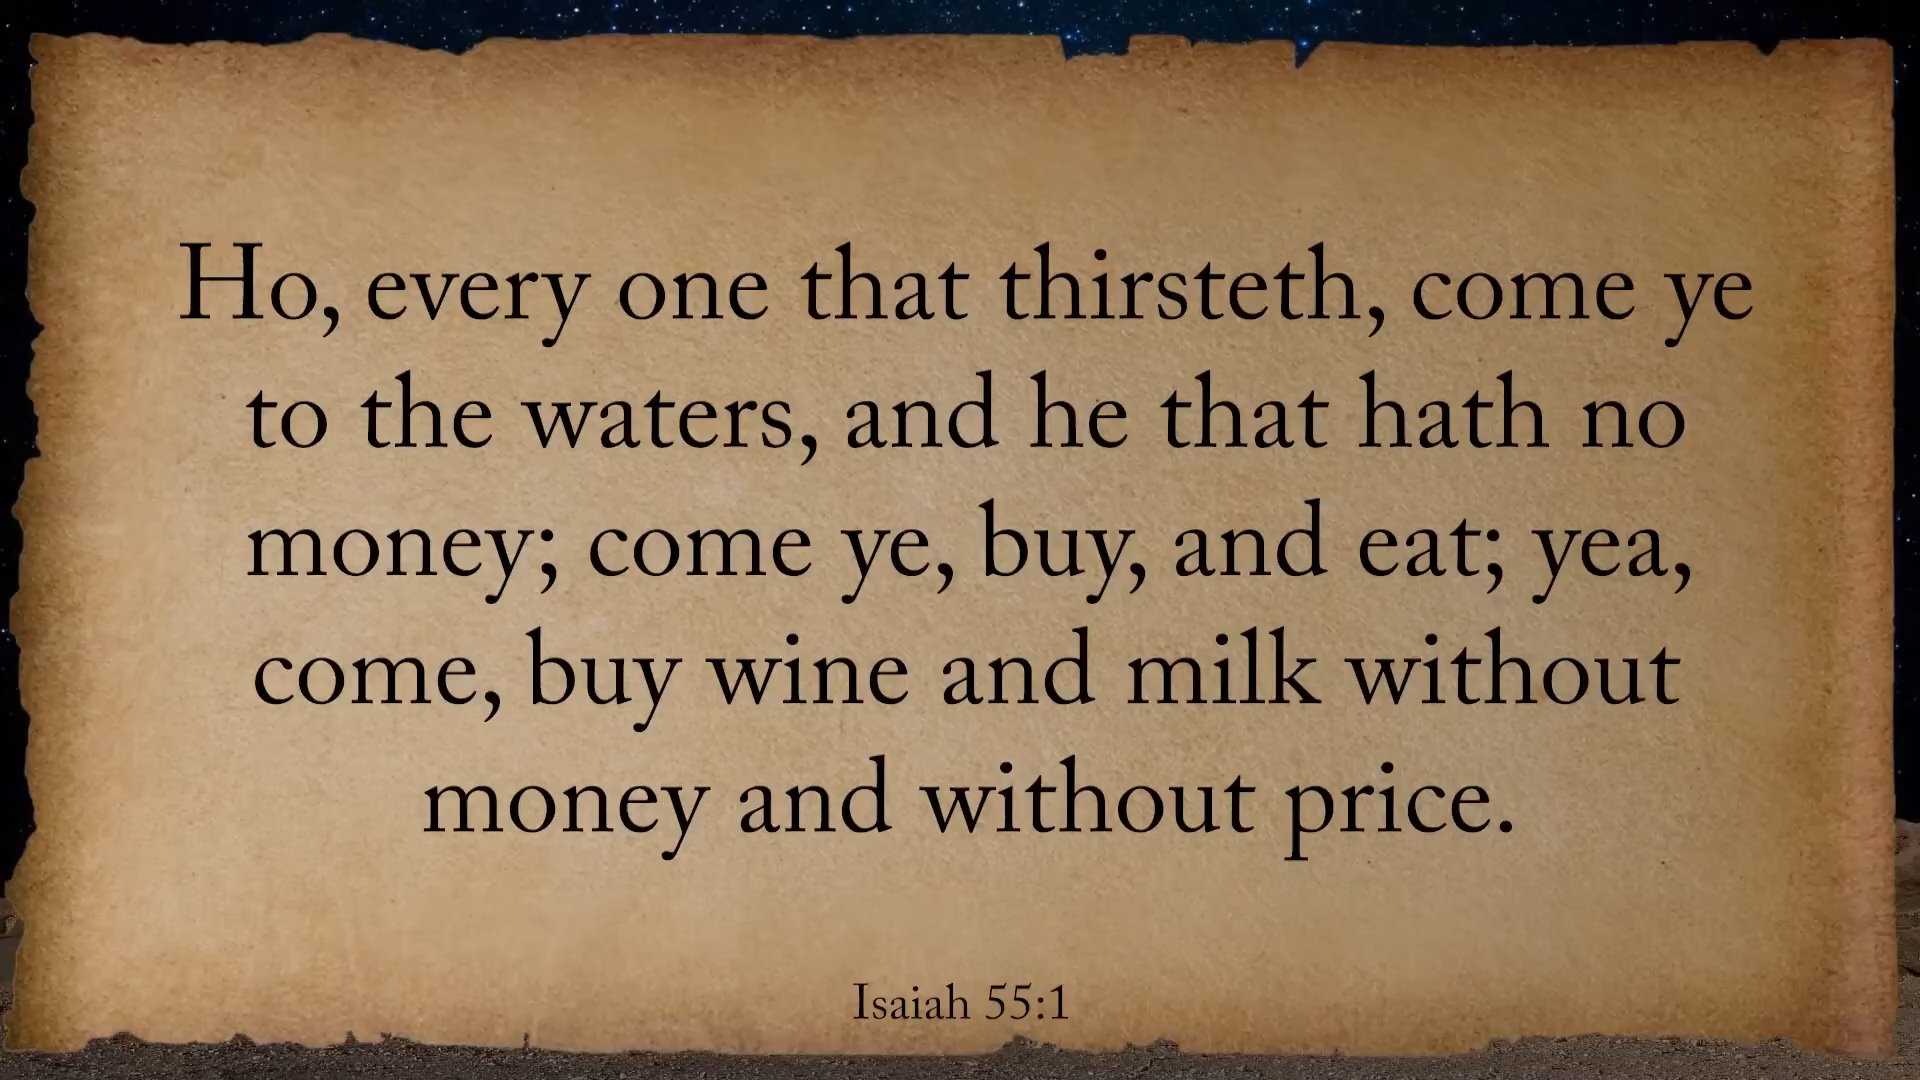 Ho, every one that thirsteth, come ye
to the waters, and he that hath no
money; come ye, buy, and eat; yea,
come, buy wine and milk without
money and without price.
Isaiah 55:1